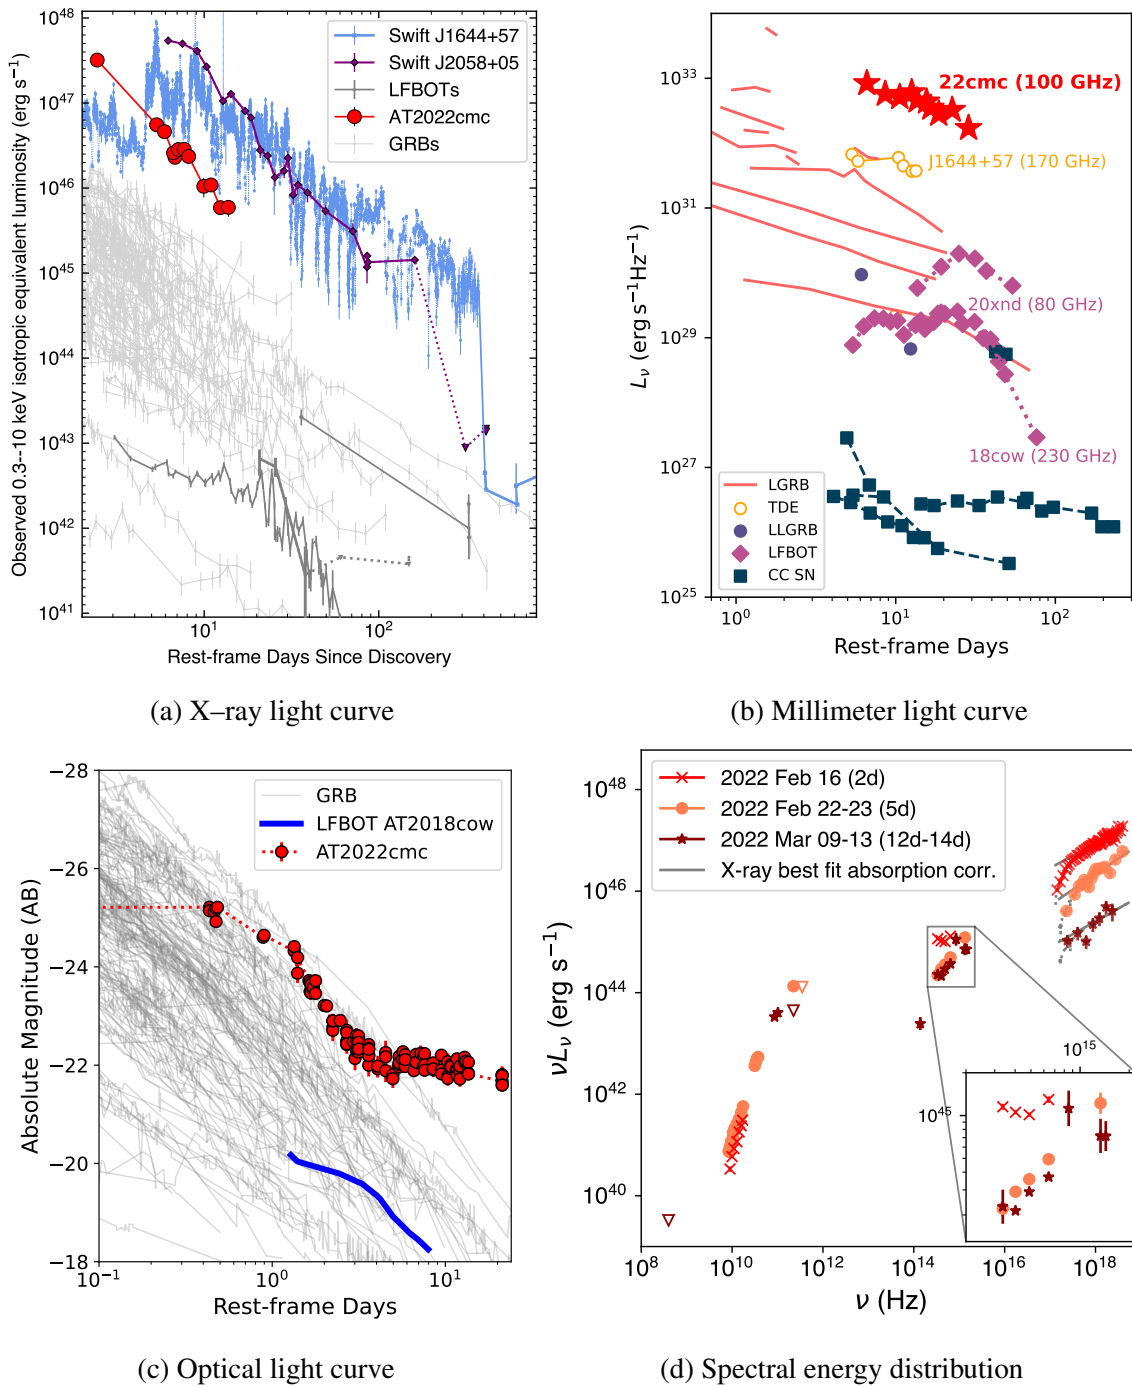 10^48
10^47
10^46
10^45
10^44
10^43
10^42
10^41
Observed 0.3--10 keV isotropic equivalent luminosity (erg s⁻¹)
Swift J1644+57
Swift J2058+05
LFBOTs
AT2022cmc
GRBs
10^1
10^2
Rest-frame Days Since Discovery
(a) X–ray light curve
10^33
10^31
10^29
10^27
10^25
L_ν (erg s⁻¹Hz⁻¹)
22cmc (100 GHz)
J1644+57 (170 GHz)
20xnd (80 GHz)
18cow (230 GHz)
LGRB
TDE
LLGRB
LFBOT
CC SN
10^0
10^1
10^2
Rest-frame Days
(b) Millimeter light curve
−28
−26
−24
−22
−20
−18
Absolute Magnitude (AB)
GRB
LFBOT AT2018cow
AT2022cmc
10^−1
10^0
10^1
Rest-frame Days
(c) Optical light curve
10^48
10^46
10^44
10^42
10^40
νL_ν (erg s⁻¹)
2022 Feb 16 (2d)
2022 Feb 22-23 (5d)
2022 Mar 09-13 (12d-14d)
X-ray best fit absorption corr.
10^15
10^45
10^8
10^10
10^12
10^14
10^16
10^18
ν (Hz)
(d) Spectral energy distribution